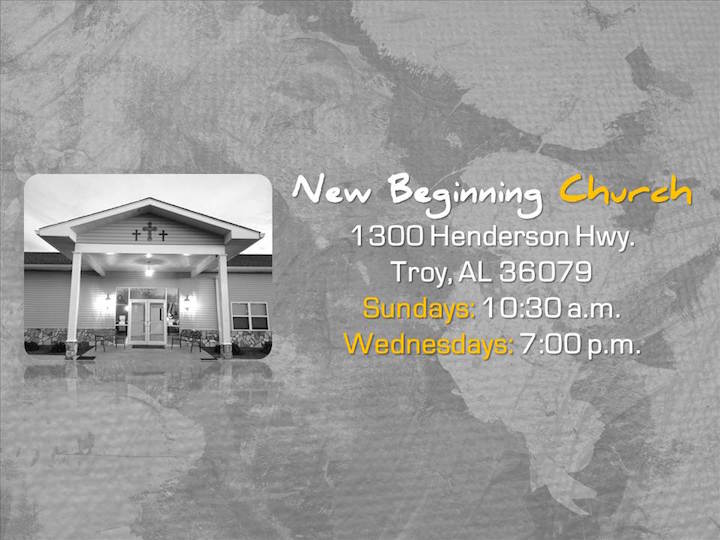 New Beginning Church
1300 Henderson Hwy.
Troy, AL 36079
Sundays: 10:30 a.m.
Wednesdays: 7:00 p.m.